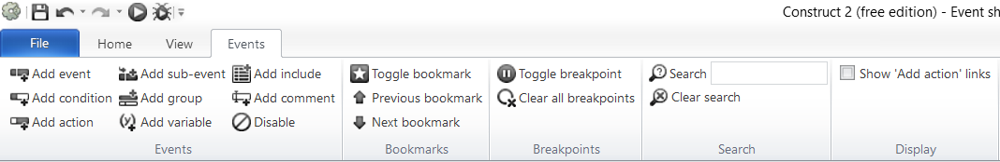 Construct 2 (free edition) - Event sh
File Home View Events
Add event Add sub-event Add include Toggle bookmark Toggle breakpoint Search Show 'Add action' links
Add condition Add group Add comment Previous bookmark Clear all breakpoints Clear search
Add action Add variable Disable Next bookmark
Events Bookmarks Breakpoints Search Display